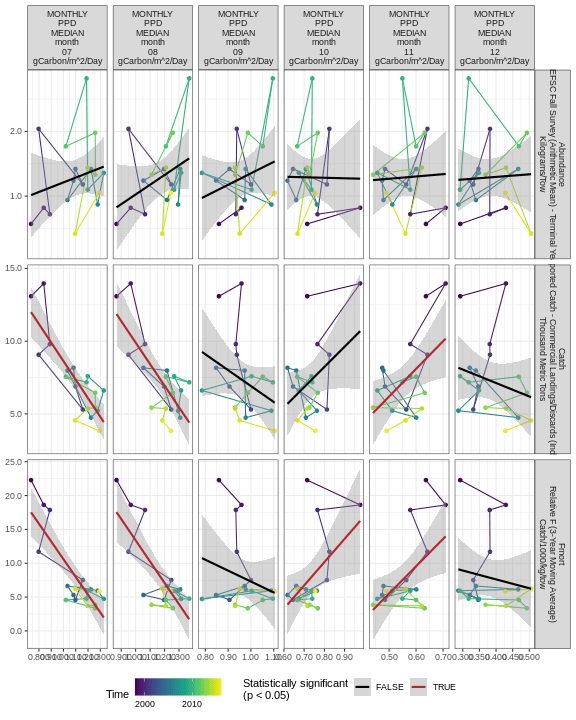 MONTHLY
PPD
MEDIAN
month
07
gCarbon/m^2/Day
MONTHLY
PPD
MEDIAN
month
08
gCarbon/m^2/Day
MONTHLY
PPD
MEDIAN
month
09
gCarbon/m^2/Day
MONTHLY
PPD
MEDIAN
month
10
gCarbon/m^2/Day
MONTHLY
PPD
MEDIAN
month
11
gCarbon/m^2/Day
MONTHLY
PPD
MEDIAN
month
12
gCarbon/m^2/Day
2.0
1.0
Abundance
EFSC Fall Survey (Arithmetic Mean) - Terminal Ye
Kilograms/Tow
15.0
10.0
5.0
Catch
ported Catch - Commercial Landings/Discards (Ind
Thousand Metric Tons
25.0
20.0
15.0
10.0
5.0
0.0
Fmort
Relative F (3-Year Moving Average)
Catch/1000/kg/tow
0.80 0.90 1.00 1.10
0.60 0.70 0.80 0.90
0.50 0.60 0.700
0.300 0.350 0.400 0.450 0.500
Time
2000 2010
Statistically significant
(p < 0.05)
FALSE TRUE